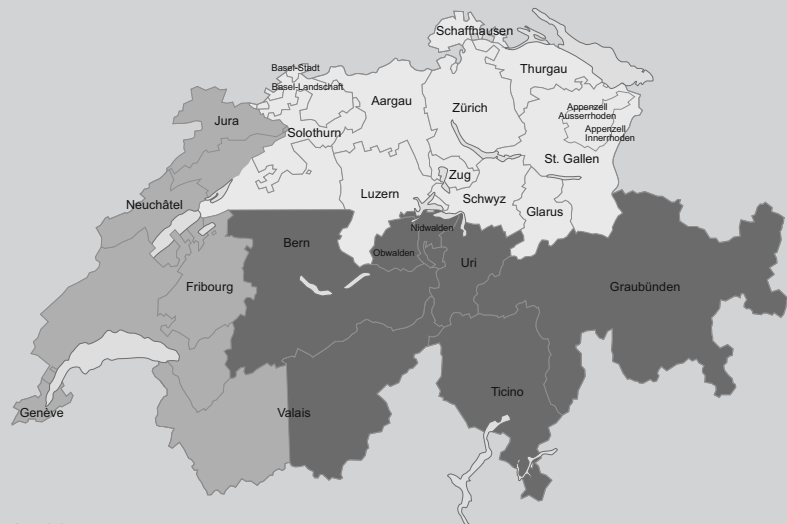 Schaffhausen
Basel-Stadt
Thurgau
Basel-Landschaft
Aargau
Zürich
Appenzell
Ausserrhoden
Jura
Solothurn
Appenzell
Innerrhoden
St. Gallen
Zug
Luzern
Schwyz
Neuchâtel
Glarus
Nidwalden
Bern
Obwalden
Uri
Fribourg
Graubünden
Ticino
Genève
Valais